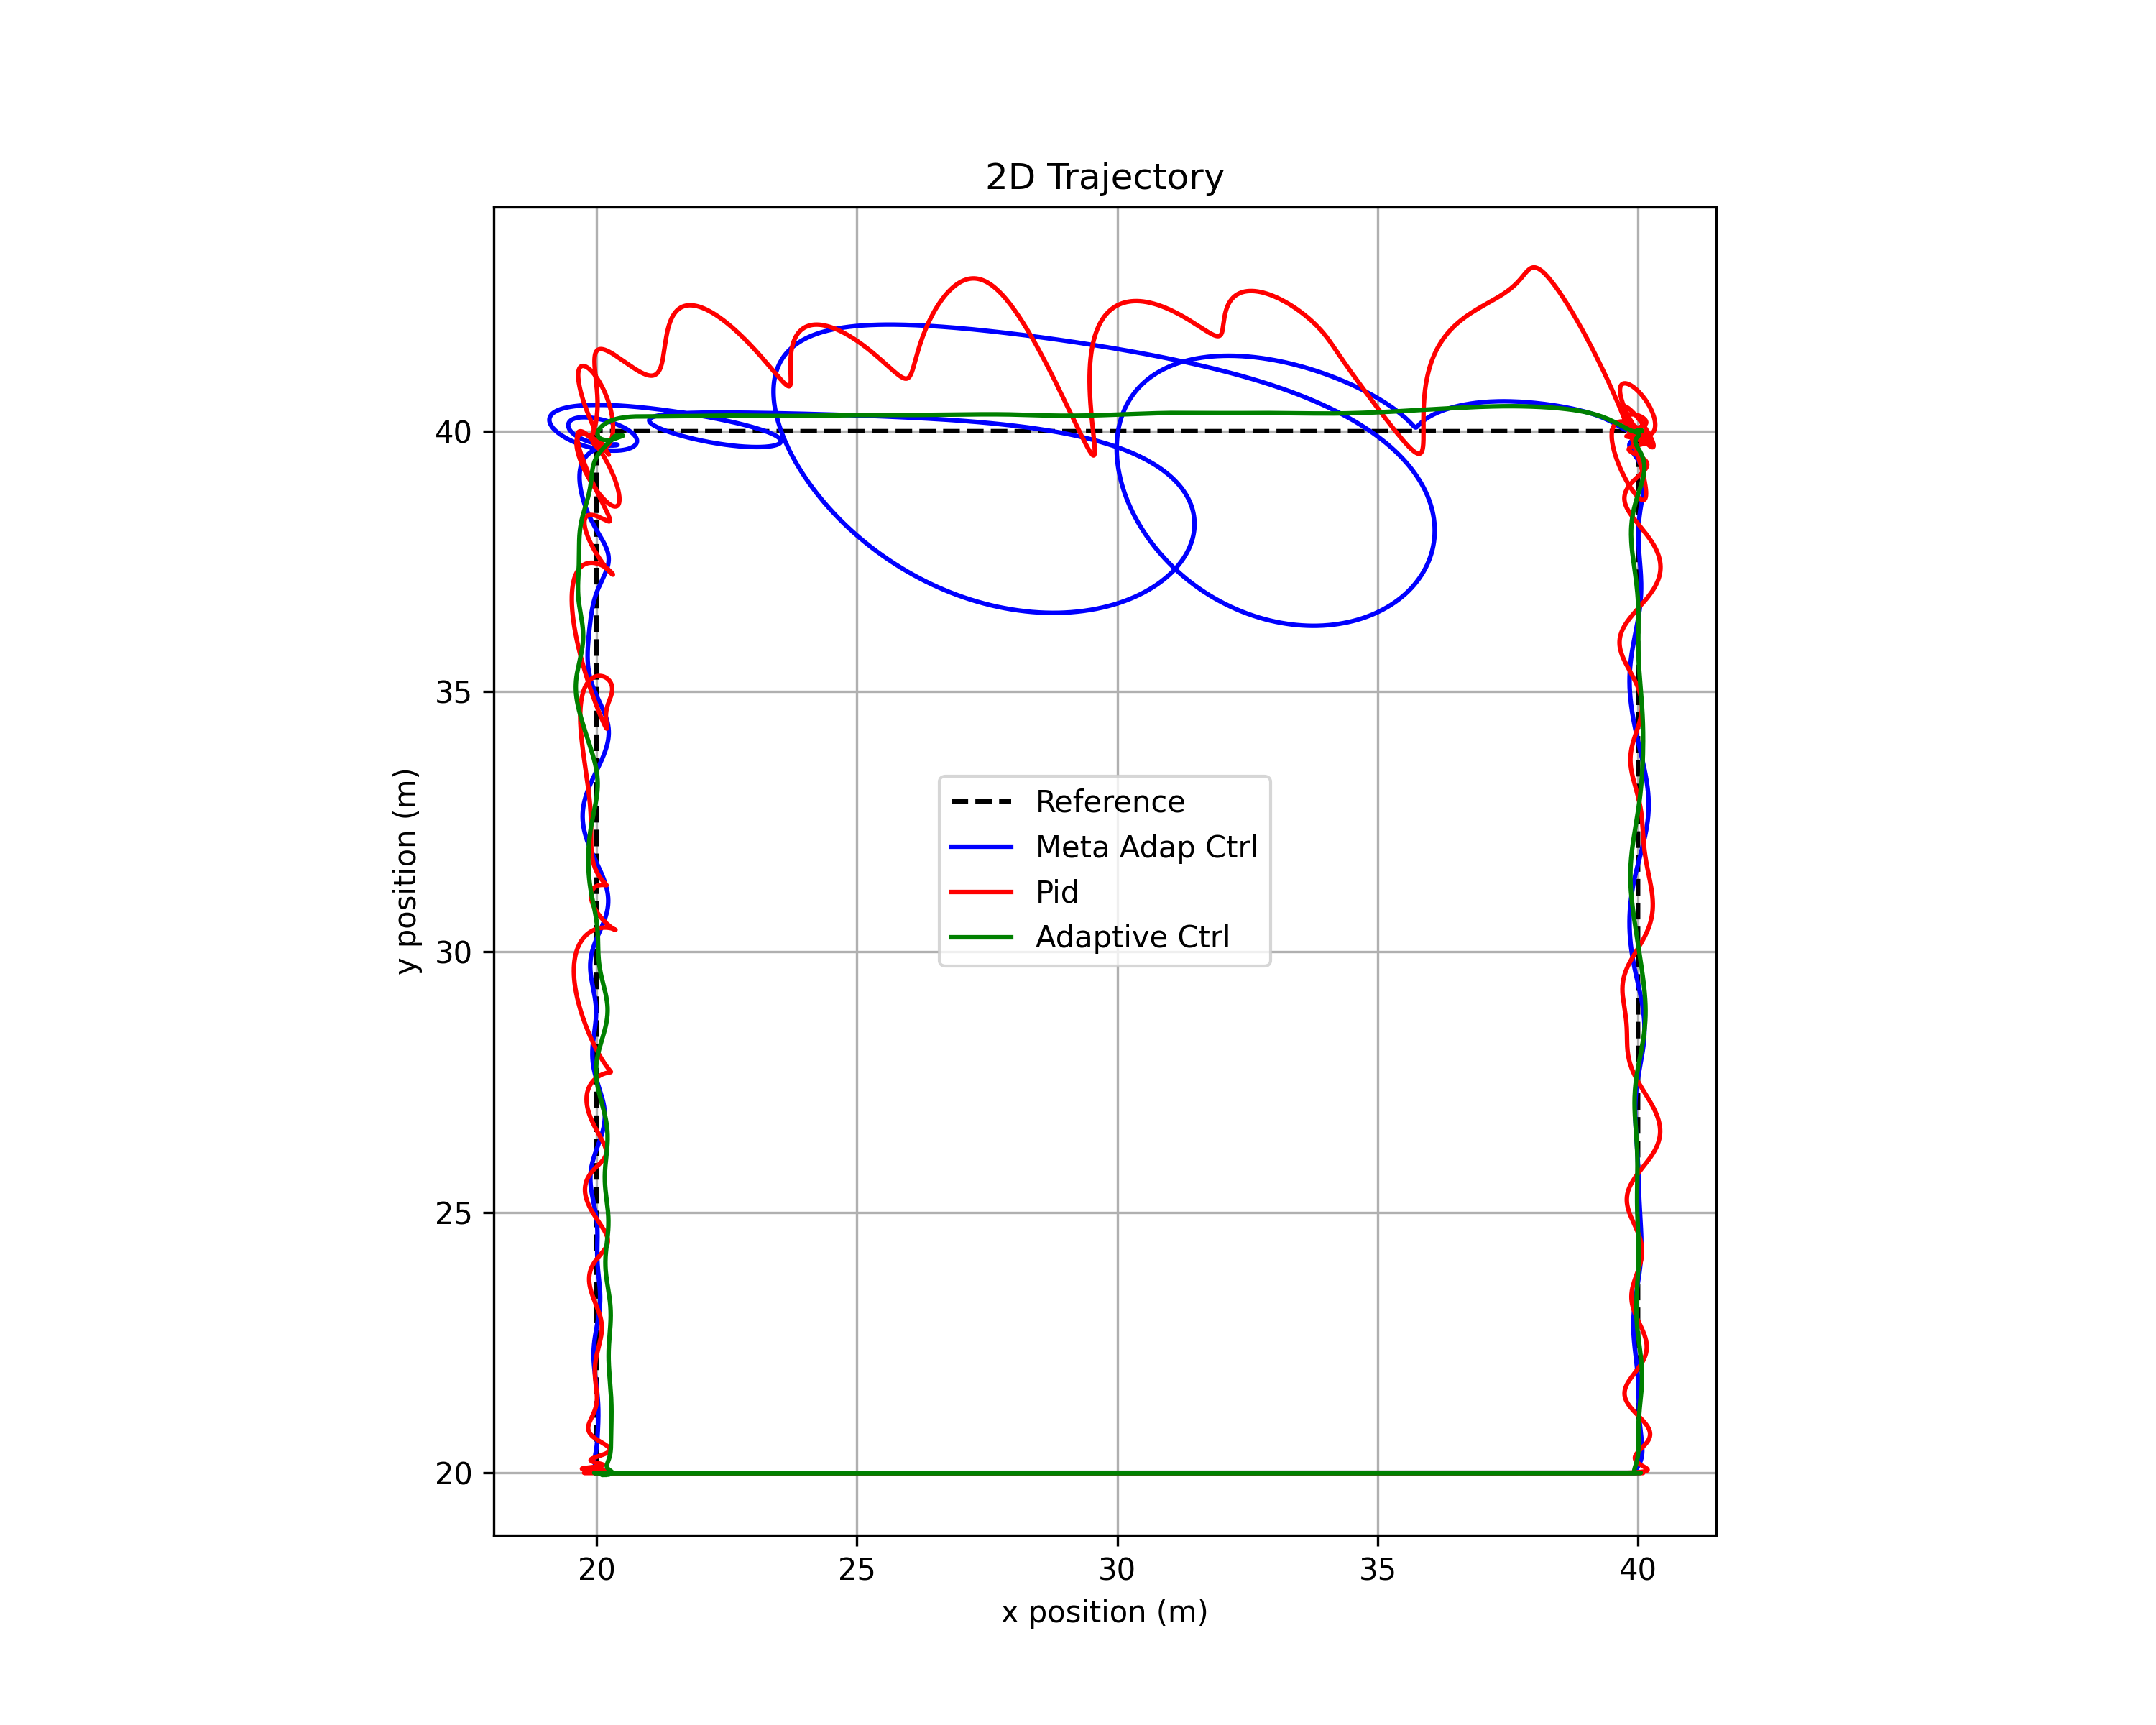 2D Trajectory
40
35
30
25
20
y position (m)
Reference
Meta Adap Ctrl
Pid
Adaptive Ctrl
20 25 30 35 40
x position (m)